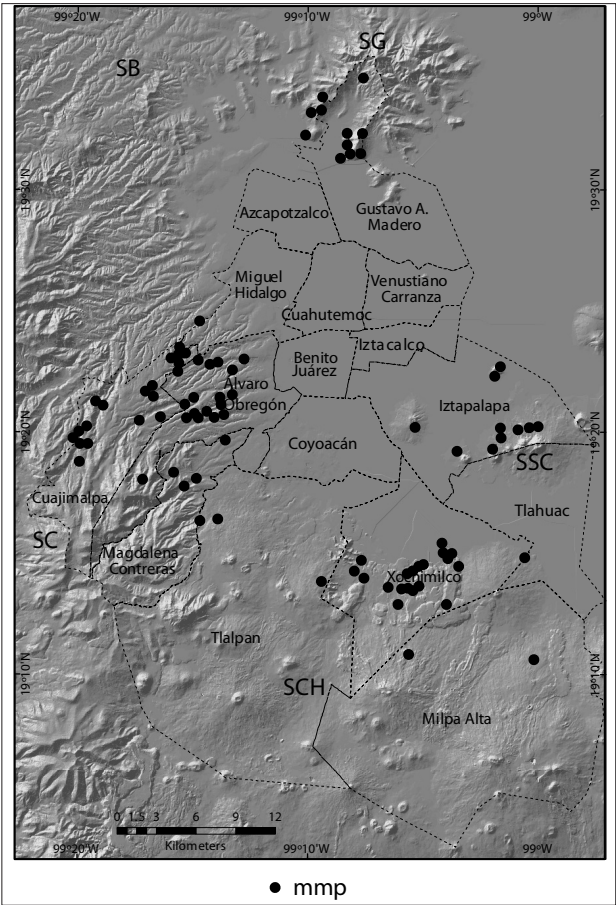 99°20'W 99°10'W 99°W
SG
SB
19°30'N 19°30'N
Azcapotzalco
Gustavo A.
Madero
Miguel
Hidalgo
Venustiano
Carranza
Cuahutemoc
Iztacalco
Benito
Juárez
Alvaro
Obregón
Iztapalapa
19°20'N 19°20'N
Coyoacán
SSC
Cuajimalpa
Tlahuac
SC
Magdalena
Contreras
Xochimilco
Tlalpan
19°10'N 19°10'N
SCH
Milpa Alta
0 1.5 3 6 9 12
Kilometers
99°20'W 99°10'W 99°W
mmp